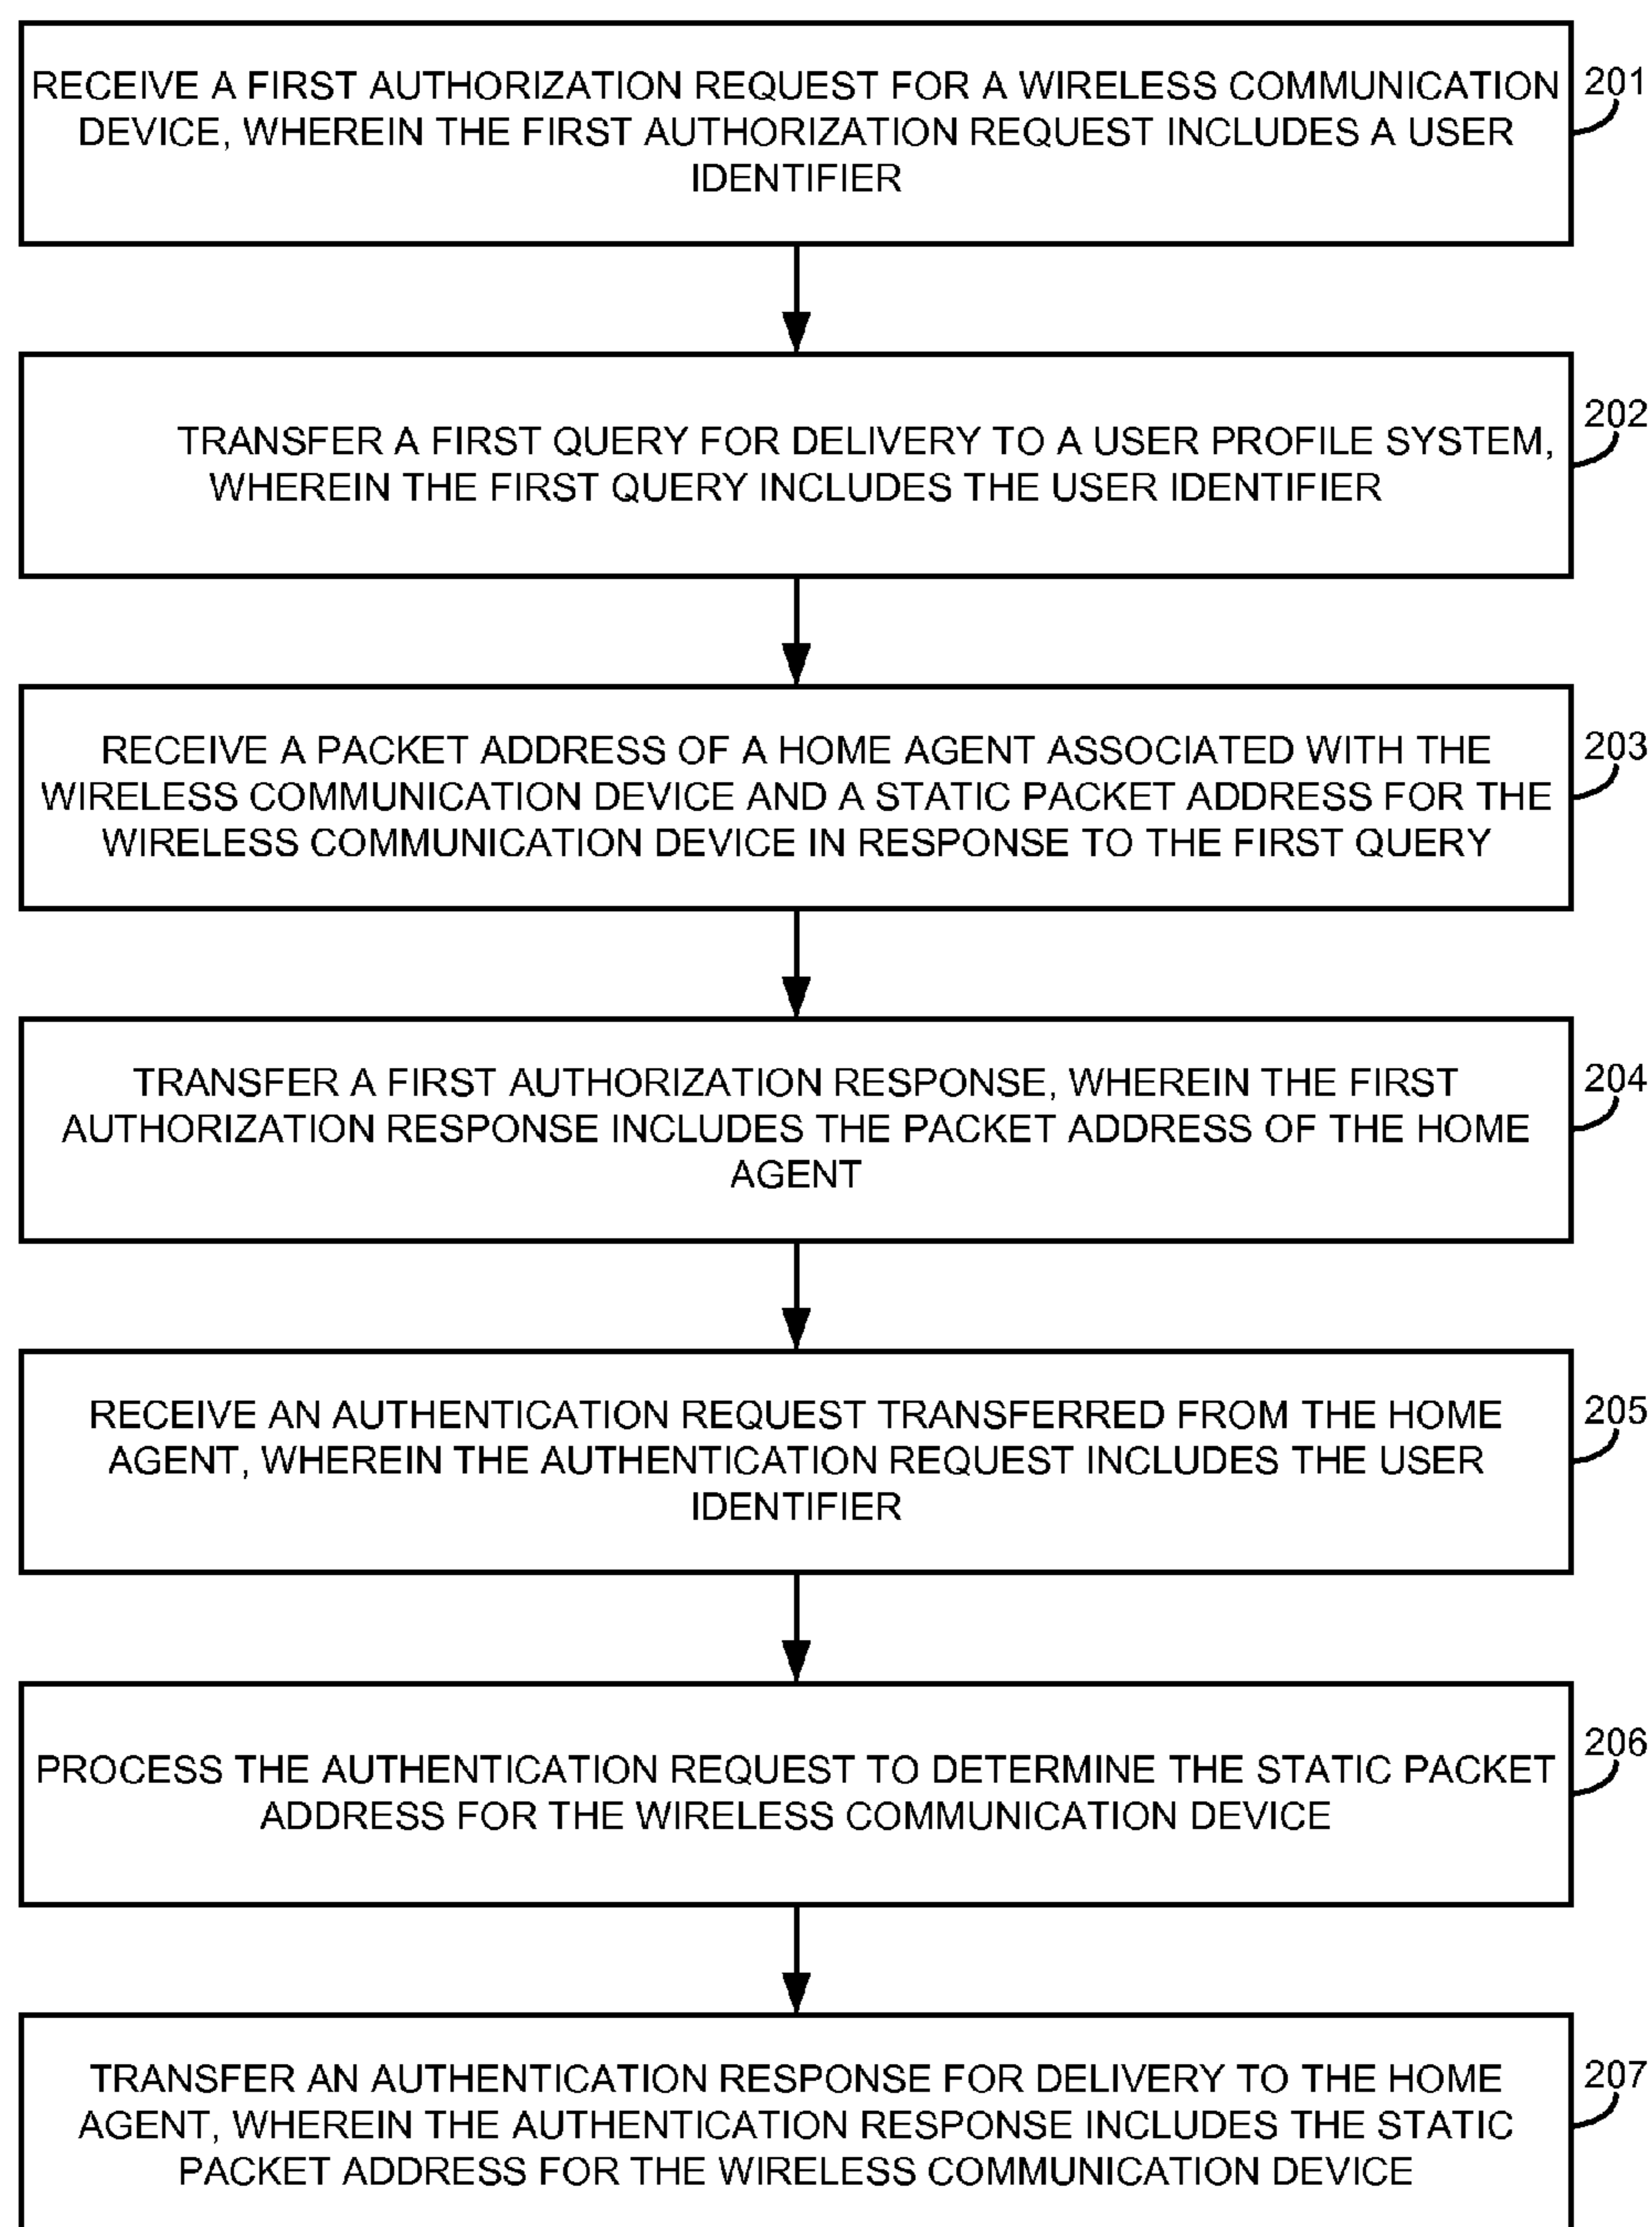 RECEIVE A FIRST AUTHORIZATION REQUEST FOR A WIRELESS COMMUNICATION
DEVICE, WHEREIN THE FIRST AUTHORIZATION REQUEST INCLUDES A USER
IDENTIFIER
201
TRANSFER A FIRST QUERY FOR DELIVERY TO A USER PROFILE SYSTEM,
WHEREIN THE FIRST QUERY INCLUDES THE USER IDENTIFIER
202
RECEIVE A PACKET ADDRESS OF A HOME AGENT ASSOCIATED WITH THE
WIRELESS COMMUNICATION DEVICE AND A STATIC PACKET ADDRESS FOR THE
WIRELESS COMMUNICATION DEVICE IN RESPONSE TO THE FIRST QUERY
203
TRANSFER A FIRST AUTHORIZATION RESPONSE, WHEREIN THE FIRST
AUTHORIZATION RESPONSE INCLUDES THE PACKET ADDRESS OF THE HOME
AGENT
204
RECEIVE AN AUTHENTICATION REQUEST TRANSFERRED FROM THE HOME
AGENT, WHEREIN THE AUTHENTICATION REQUEST INCLUDES THE USER
IDENTIFIER
205
PROCESS THE AUTHENTICATION REQUEST TO DETERMINE THE STATIC PACKET
ADDRESS FOR THE WIRELESS COMMUNICATION DEVICE
206
TRANSFER AN AUTHENTICATION RESPONSE FOR DELIVERY TO THE HOME
AGENT, WHEREIN THE AUTHENTICATION RESPONSE INCLUDES THE STATIC
PACKET ADDRESS FOR THE WIRELESS COMMUNICATION DEVICE
207